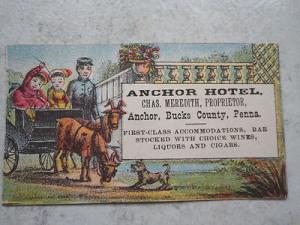 ANCHOR HOTEL,
CHAS. MEREDITH, PROPRIETOR,
Anchor, Bucks County, Penna.
FIRST-CLASS ACCOMMODATIONS, BAR
STOCKED WITH CHOICE WINES,
LIQUORS AND CIGARS.